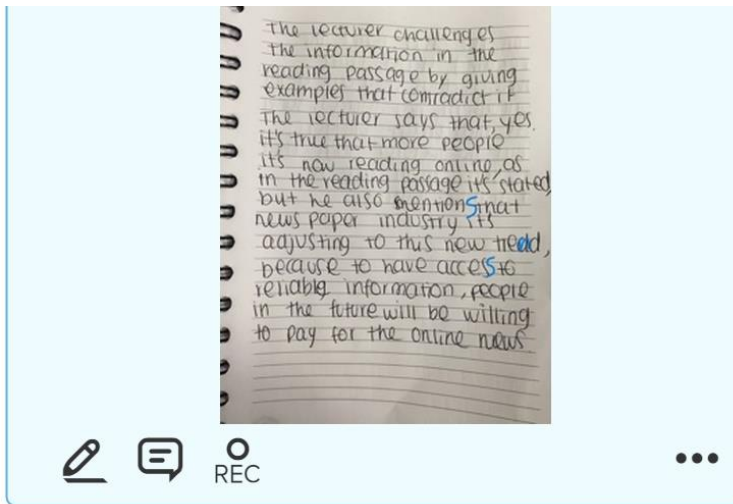 The lecturer challenges
the information in the
reading passage by giving
examples that contradict it
The lecturer says that, yes.
it's true that more people
it's now reading online, as
in the reading passage it's stated,
but he also mentions that
news paper industry it's
adjusting to this new
because to have access to
reliable information, people
in the future will be willing
to pay for the online news
REC